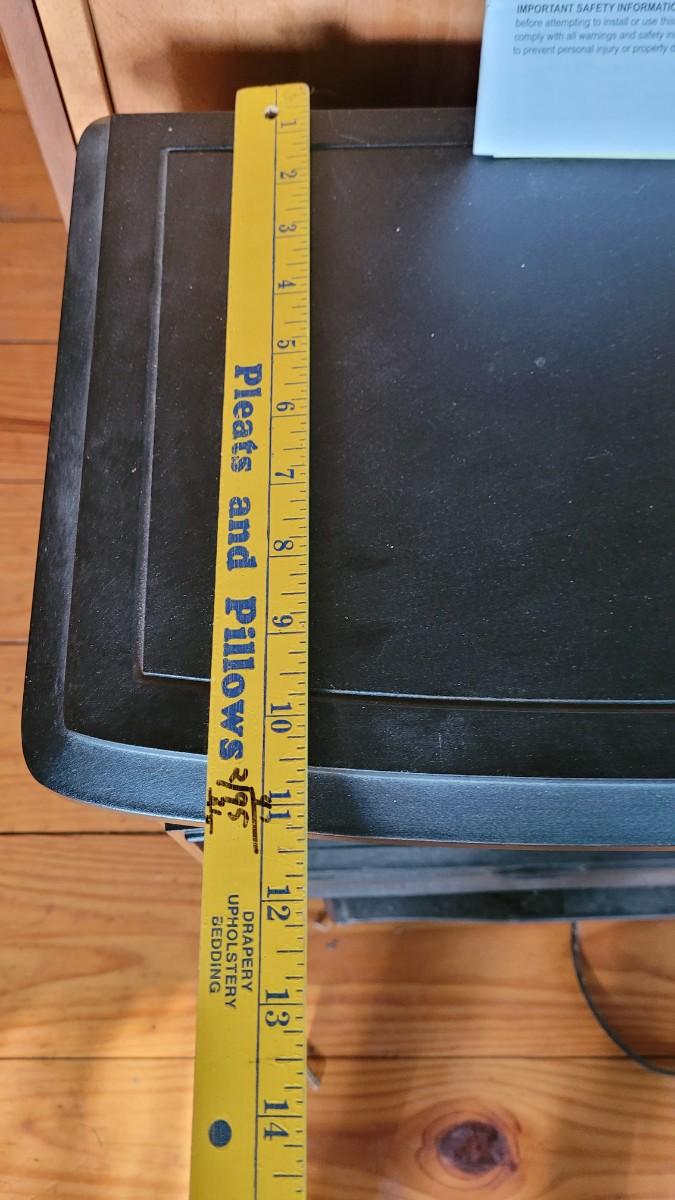 IMPORTANT SAFETY
before attempting to install or use this
comply with all warnings and safety
to prevent personal injury or property
1
2
3
4
5
6
7
8
9
10
11
12
13
14
Pleats and Pillows
DRAPERY
UPHOLSTERY
BEDDING